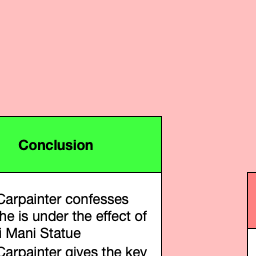 Conclusion
Carpainter confesses
he is under the effect of
i Mani Statue
Carpainter gives the key